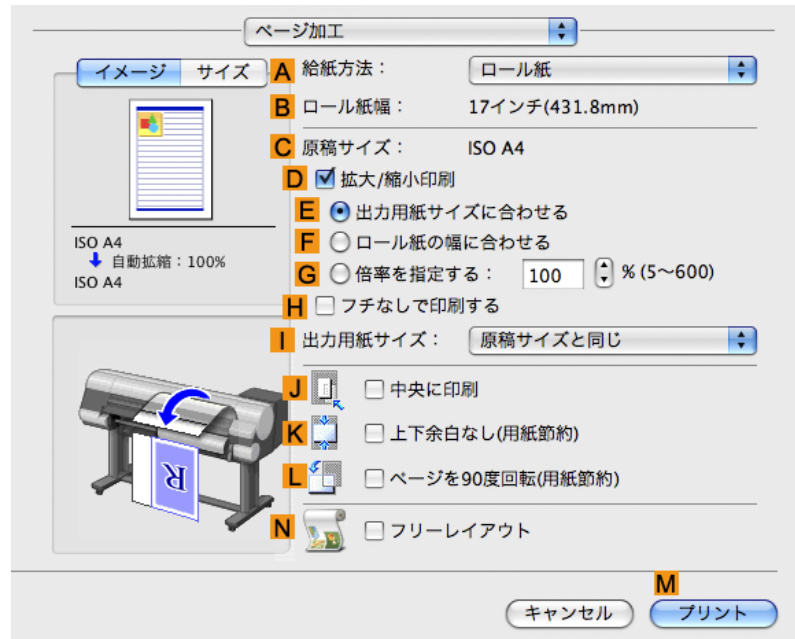 ページ加工
イメージ サイズ
A 給紙方法： ロール紙
B ロール紙幅： 17インチ(431.8mm)
C 原稿サイズ： ISO A4
D 拡大/縮小印刷
E 出力用紙サイズに合わせる
F ロール紙の幅に合わせる
G 倍率を指定する： 100 % (5～600)
H フチなしで印刷する
I 出力用紙サイズ： 原稿サイズと同じ
ISO A4
自動拡縮：100%
ISO A4
J 中央に印刷
K 上下余白なし(用紙節約)
L ページを90度回転(用紙節約)
N フリーレイアウト
R
M
キャンセル プリント